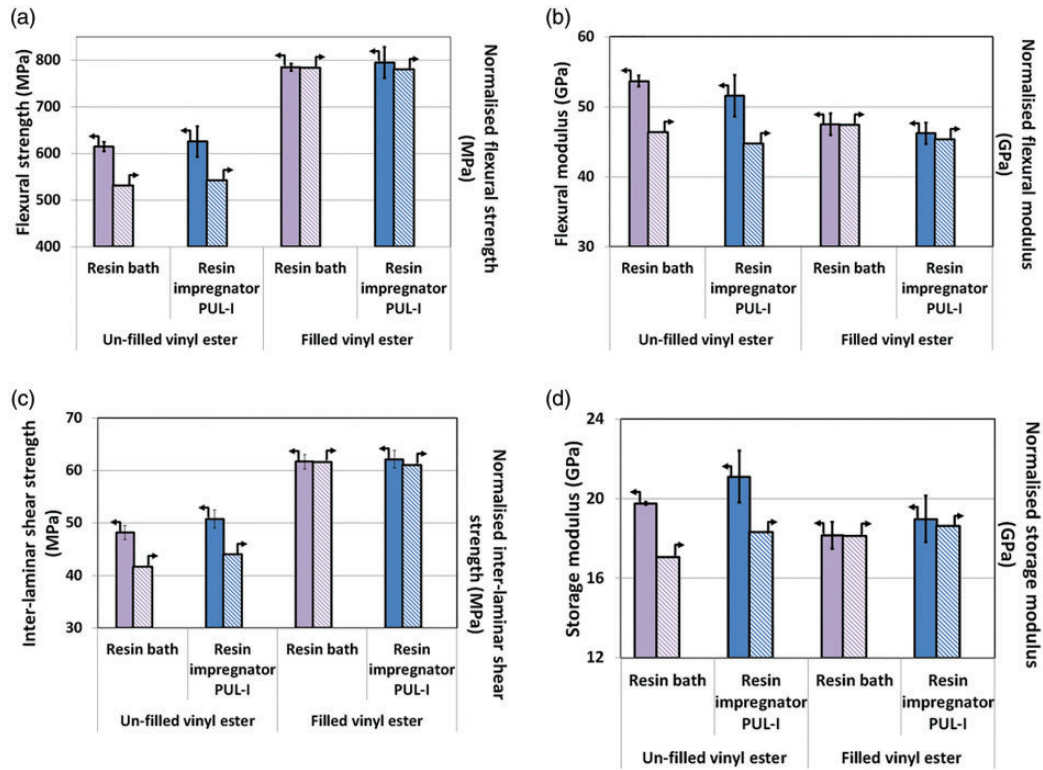 (a)
Flexural strength (MPa)
800
700
600
500
400
Normalised flexural strength
(MPa)
Resin bath
Resin
impregnator
PUL-I
Resin bath
Resin
impregnator
PUL-I
Un-filled vinyl ester
Filled vinyl ester
(b)
Flexural modulus (GPa)
60
50
40
30
Normalised flexural modulus
(GPa)
Resin bath
Resin
impregnator
PUL-I
Resin bath
Resin
impregnator
PUL-I
Un-filled vinyl ester
Filled vinyl ester
(c)
Inter-laminar shear strength
(MPa)
70
60
50
40
30
Normalised inter-laminar shear
strength (MPa)
Resin bath
Resin
impregnator
PUL-I
Resin bath
Resin
impregnator
PUL-I
Un-filled vinyl ester
Filled vinyl ester
(d)
Storage modulus (GPa)
24
20
16
12
Normalised storage modulus
(GPa)
Resin bath
Resin
impregnator
PUL-I
Resin bath
Resin
impregnator
PUL-I
Un-filled vinyl ester
Filled vinyl ester